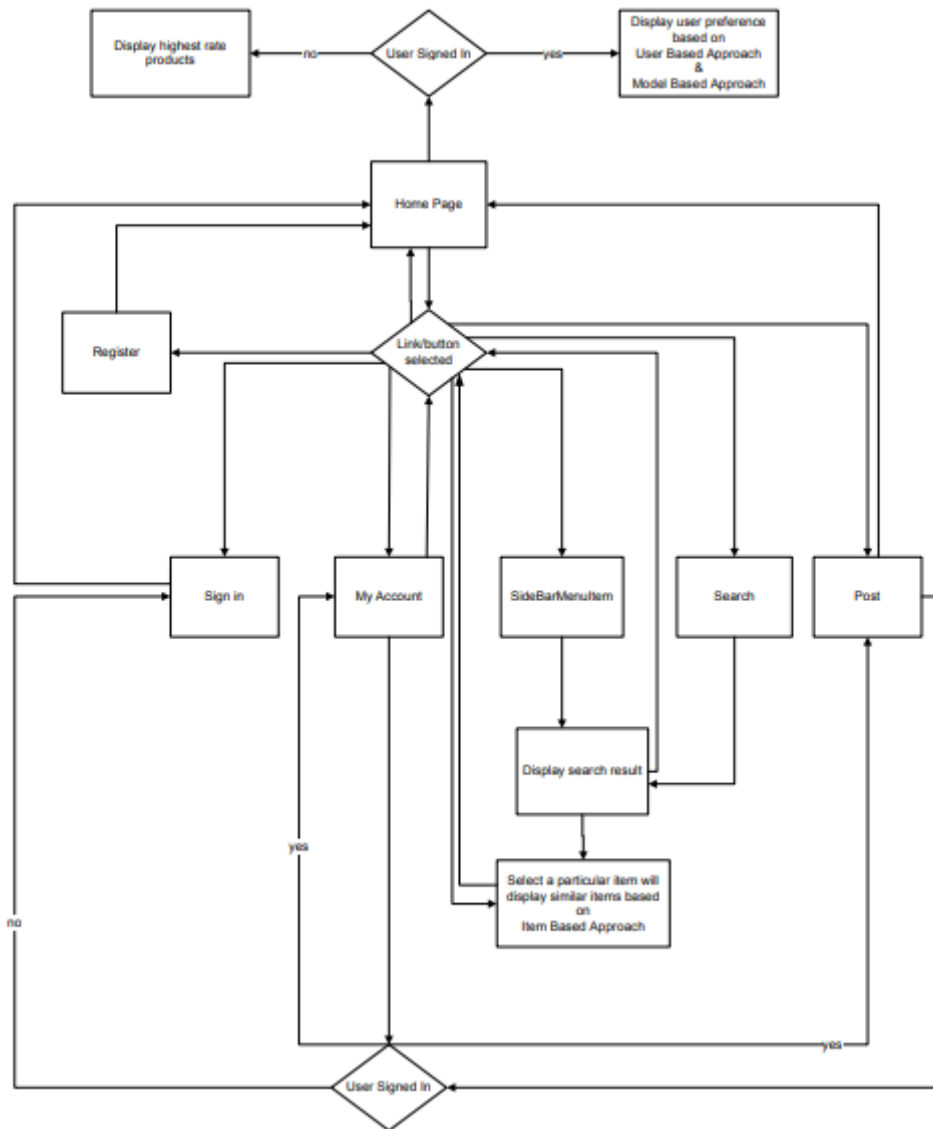 Display highest rate
products
no
User Signed In
yes
Display user preference
based on
User Based Approach
&
Model Based Approach
Home Page
Register
Link/button
selected
Sign in
My Account
SideBarMenuItem
Search
Post
Display search result
yes
Select a particular item will
display similar items based
on
Item Based Approach
no
yes
User Signed In